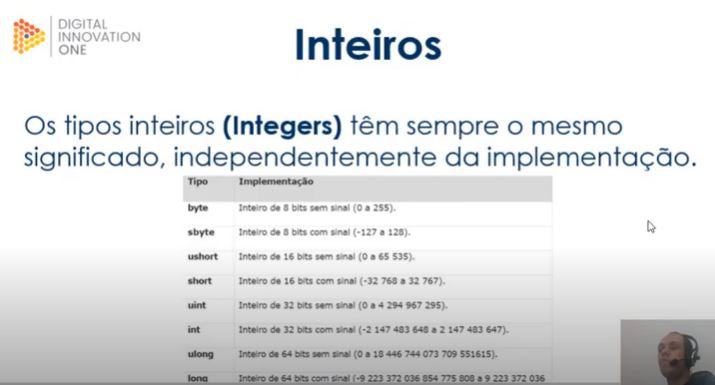 DIGITAL
INNOVATION
ONE
Inteiros
Os tipos inteiros (Integers) têm sempre o mesmo
significado, independentemente da implementação.
Tipo Implementação
byte Inteiro de 8 bits sem sinal (0 a 255).
sbyte Inteiro de 8 bits com sinal (-127 a 128).
ushort Inteiro de 16 bits sem sinal (0 a 65 535).
short Inteiro de 16 bits com sinal (-32 768 a 32 767).
uint Inteiro de 32 bits sem sinal (0 a 4 294 967 295).
int Inteiro de 32 bits com sinal (-2 147 483 648 a 2 147 483 647).
ulong Inteiro de 64 bits sem sinal (0 a 18 446 744 073 709 551615).
long Inteiro de 64 bits com sinal (-9 223 372 036 854 775 808 a 9 223 372 036